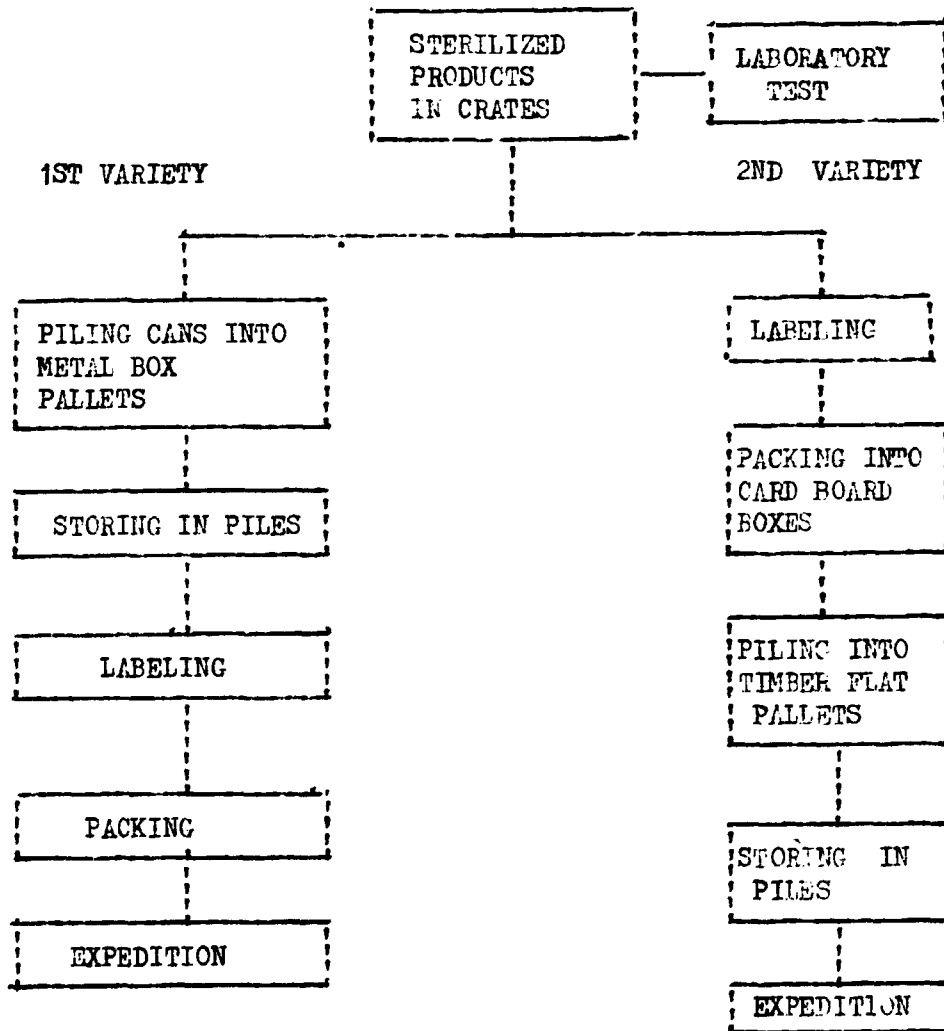 STERILIZED
PRODUCTS
IN CRATES
LABORATORY
TEST
1ST VARIETY
2ND VARIETY
PILING CANS INTO
METAL BOX
PALLETS
STORING IN PILES
LABELING
PACKING
EXPEDITION
LABELING
PACKING INTO
CARD BOARD
BOXES
PILING INTO
TIMBER FLAT
PALLETS
STORING IN
PILES
EXPEDITION